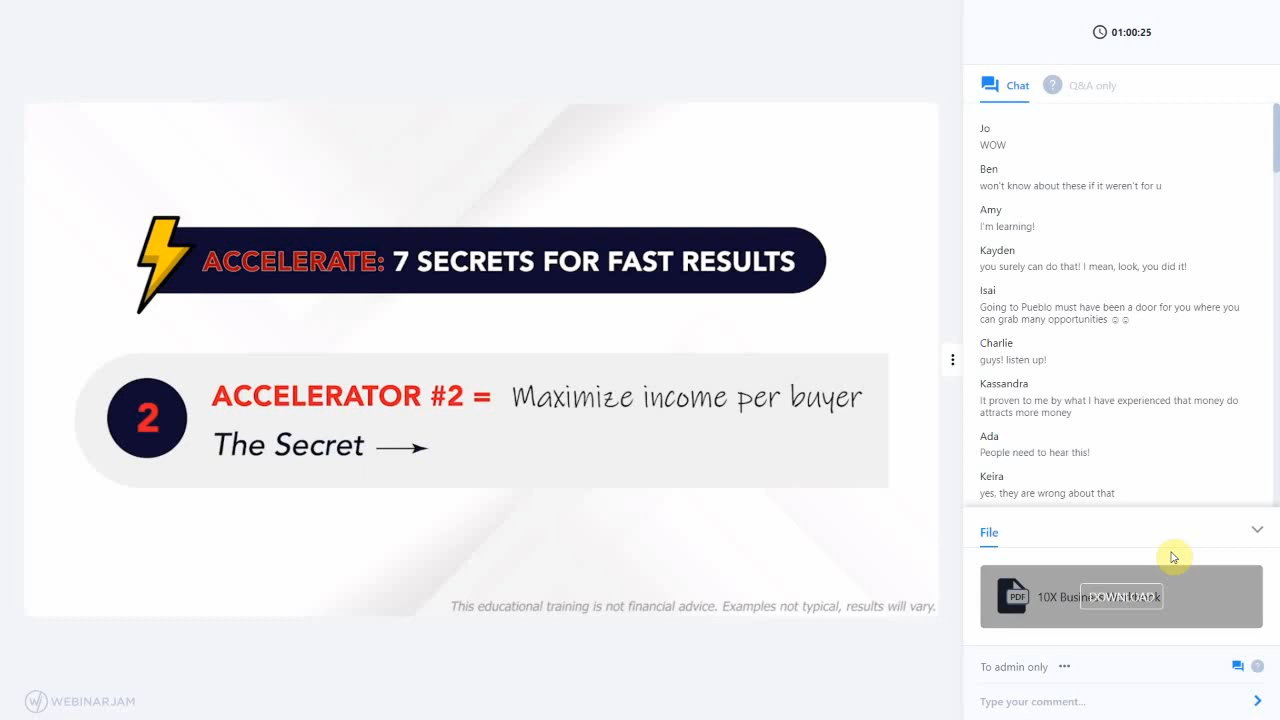 ACCELERATE: 7 SECRETS FOR FAST RESULTS
2
ACCELERATOR #2 = Maximize income per buyer
The Secret →
This educational training is not financial advice. Examples not typical, results will vary.
WEBINARJAM
01:00:25
Chat
? Q&A only
Jo
WOW
Ben
won't know about these if it weren't for u
Amy
I'm learning!
Kayden
you surely can do that! I mean, look, you did it!
Isai
Going to Pueblo must have been a door for you where you
can grab many opportunities ☺☺
Charlie
guys! listen up!
Kassandra
It proven to me by what I have experienced that money do
attracts more money
Ada
People need to hear this!
Keira
yes, they are wrong about that
File
PDF
10X
DOWNLOAD
To admin only •••
?
Type your comment...